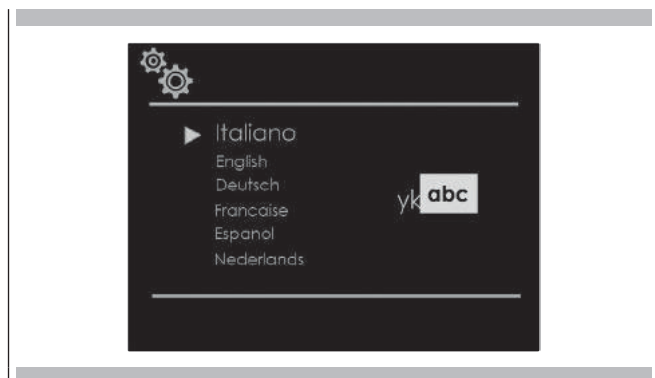 Italiano
English
Deutsch
Francaise
Espanol
Nederlands
yk abc